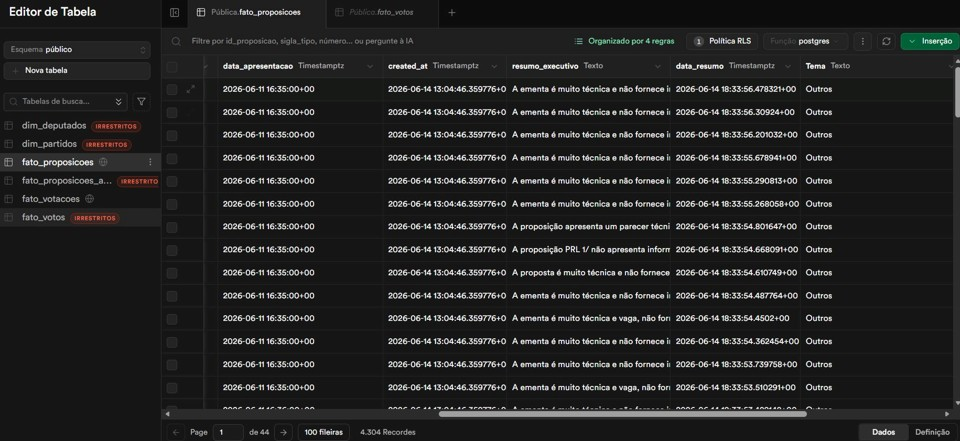 Editor de Tabela
Pública.fato_proposicoes
Pública.fato_votos
Esquema público
Nova tabela
Tabelas de busca...
dim_deputados IRRESTRITOS
dim_partidos IRRESTRITOS
fato_proposicoes
fato_proposicoes_a... IRRESTRITO
fato_votacoes
fato_votos IRRESTRITOS
Filtre por id_proposicao, sigla_tipo, número... ou pergunte à IA
Organizado por 4 regras
1 Política RLS
Função postgres
Inserção
data_apresentacao Timestamptz created_at Timestamptz resumo_executivo Texto data_resumo Timestamptz Tema Texto
2026-06-11 16:35:00+00 2026-06-14 13:04:46.359776+0 A ementa é muito técnica e não fornece 2026-06-14 18:33:56.478321+00 Outros
2026-06-11 16:35:00+00 2026-06-14 13:04:46.359776+0 A ementa é muito técnica e não fornece 2026-06-14 18:33:56.30924+00 Outros
2026-06-11 16:35:00+00 2026-06-14 13:04:46.359776+0 A ementa é muito técnica e não fornece 2026-06-14 18:33:56.201032+00 Outros
2026-06-11 16:35:00+00 2026-06-14 13:04:46.359776+0 A ementa é muito técnica e não fornece 2026-06-14 18:33:55.678941+00 Outros
2026-06-11 16:35:00+00 2026-06-14 13:04:46.359776+0 A ementa é muito técnica e não fornece 2026-06-14 18:33:55.290813+00 Outros
2026-06-11 16:35:00+00 2026-06-14 13:04:46.359776+0 A ementa é muito técnica e não fornece 2026-06-14 18:33:55.268058+00 Outros
2026-06-11 16:35:00+00 2026-06-14 13:04:46.359776+0 A proposição apresenta um parecer técni 2026-06-14 18:33:54.801647+00 Outros
2026-06-11 16:35:00+00 2026-06-14 13:04:46.359776+0 A proposição PRL 1/ não apresenta inform 2026-06-14 18:33:54.668091+00 Outros
2026-06-11 16:35:00+00 2026-06-14 13:04:46.359776+0 A proposta é muito técnica e não fornece 2026-06-14 18:33:54.610749+00 Outros
2026-06-11 16:35:00+00 2026-06-14 13:04:46.359776+0 A ementa é muito técnica e não fornece 2026-06-14 18:33:54.487764+00 Outros
2026-06-11 16:35:00+00 2026-06-14 13:04:46.359776+0 A ementa é muito técnica e vaga, não for 2026-06-14 18:33:54.4502+00 Outros
2026-06-11 16:35:00+00 2026-06-14 13:04:46.359776+0 A ementa é muito técnica e não fornece 2026-06-14 18:33:54.362454+00 Outros
2026-06-11 16:35:00+00 2026-06-14 13:04:46.359776+0 A ementa é muito técnica e não fornece 2026-06-14 18:33:53.739758+00 Outros
2026-06-11 16:35:00+00 2026-06-14 13:04:46.359776+0 A ementa é muito técnica e vaga, não for 2026-06-14 18:33:53.510291+00 Outros
Page 1 de 44 100 fileiras 4.304 Recordes
Dados Definição